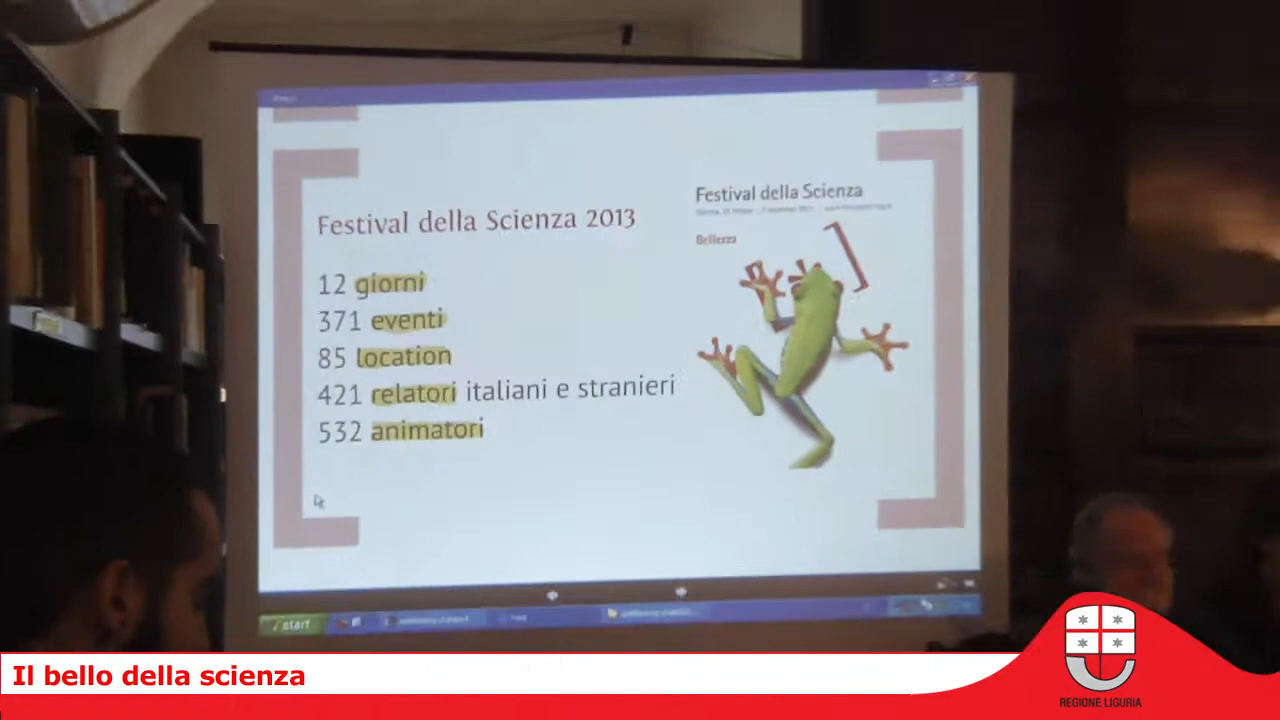 Festival della Scienza 2013
12 giorni
371 eventi
85 location
421 relatori italiani e stranieri
532 animatori
Festival della Scienza
Bellezza
start
Il bello della scienza
REGIONE LIGURIA